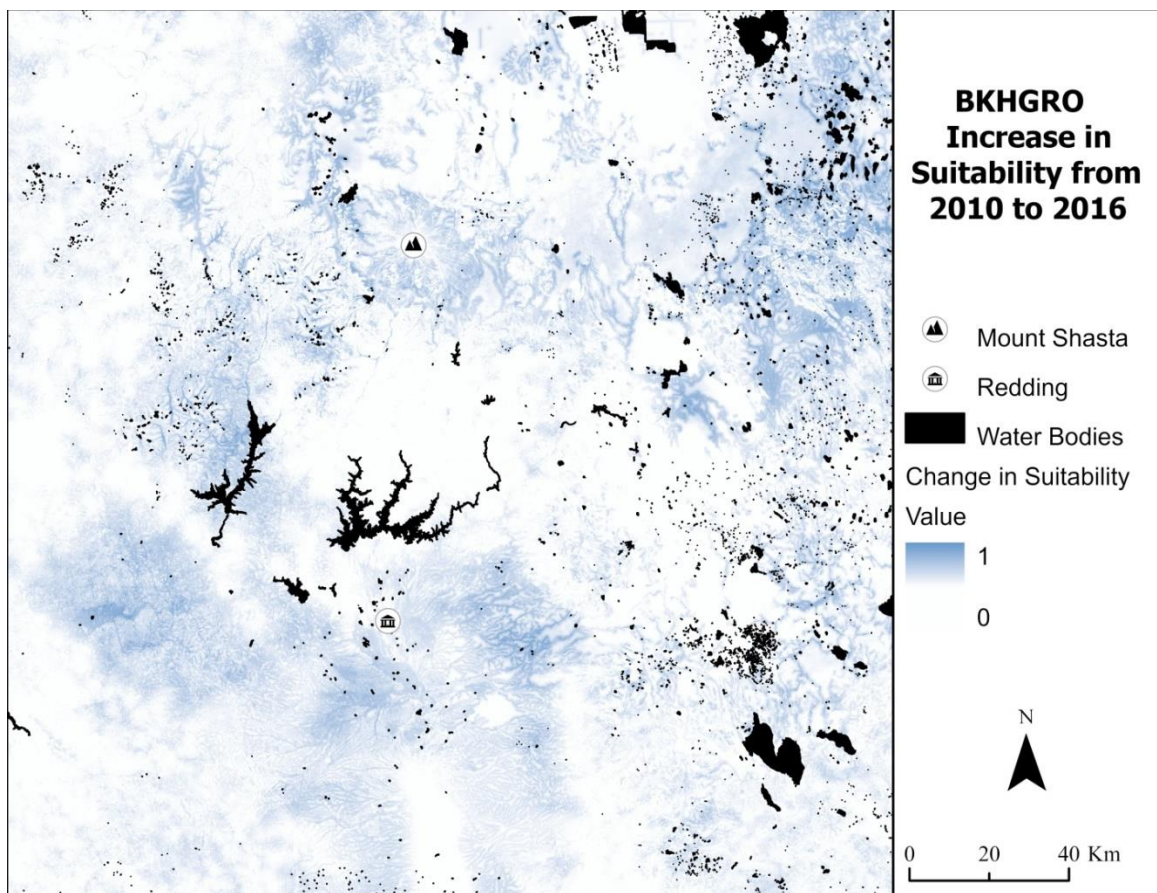 BKHGRO
Increase in
Suitability from
2010 to 2016
Mount Shasta
Redding
Water Bodies
Change in Suitability
Value
1
0
N
0 20 40 Km